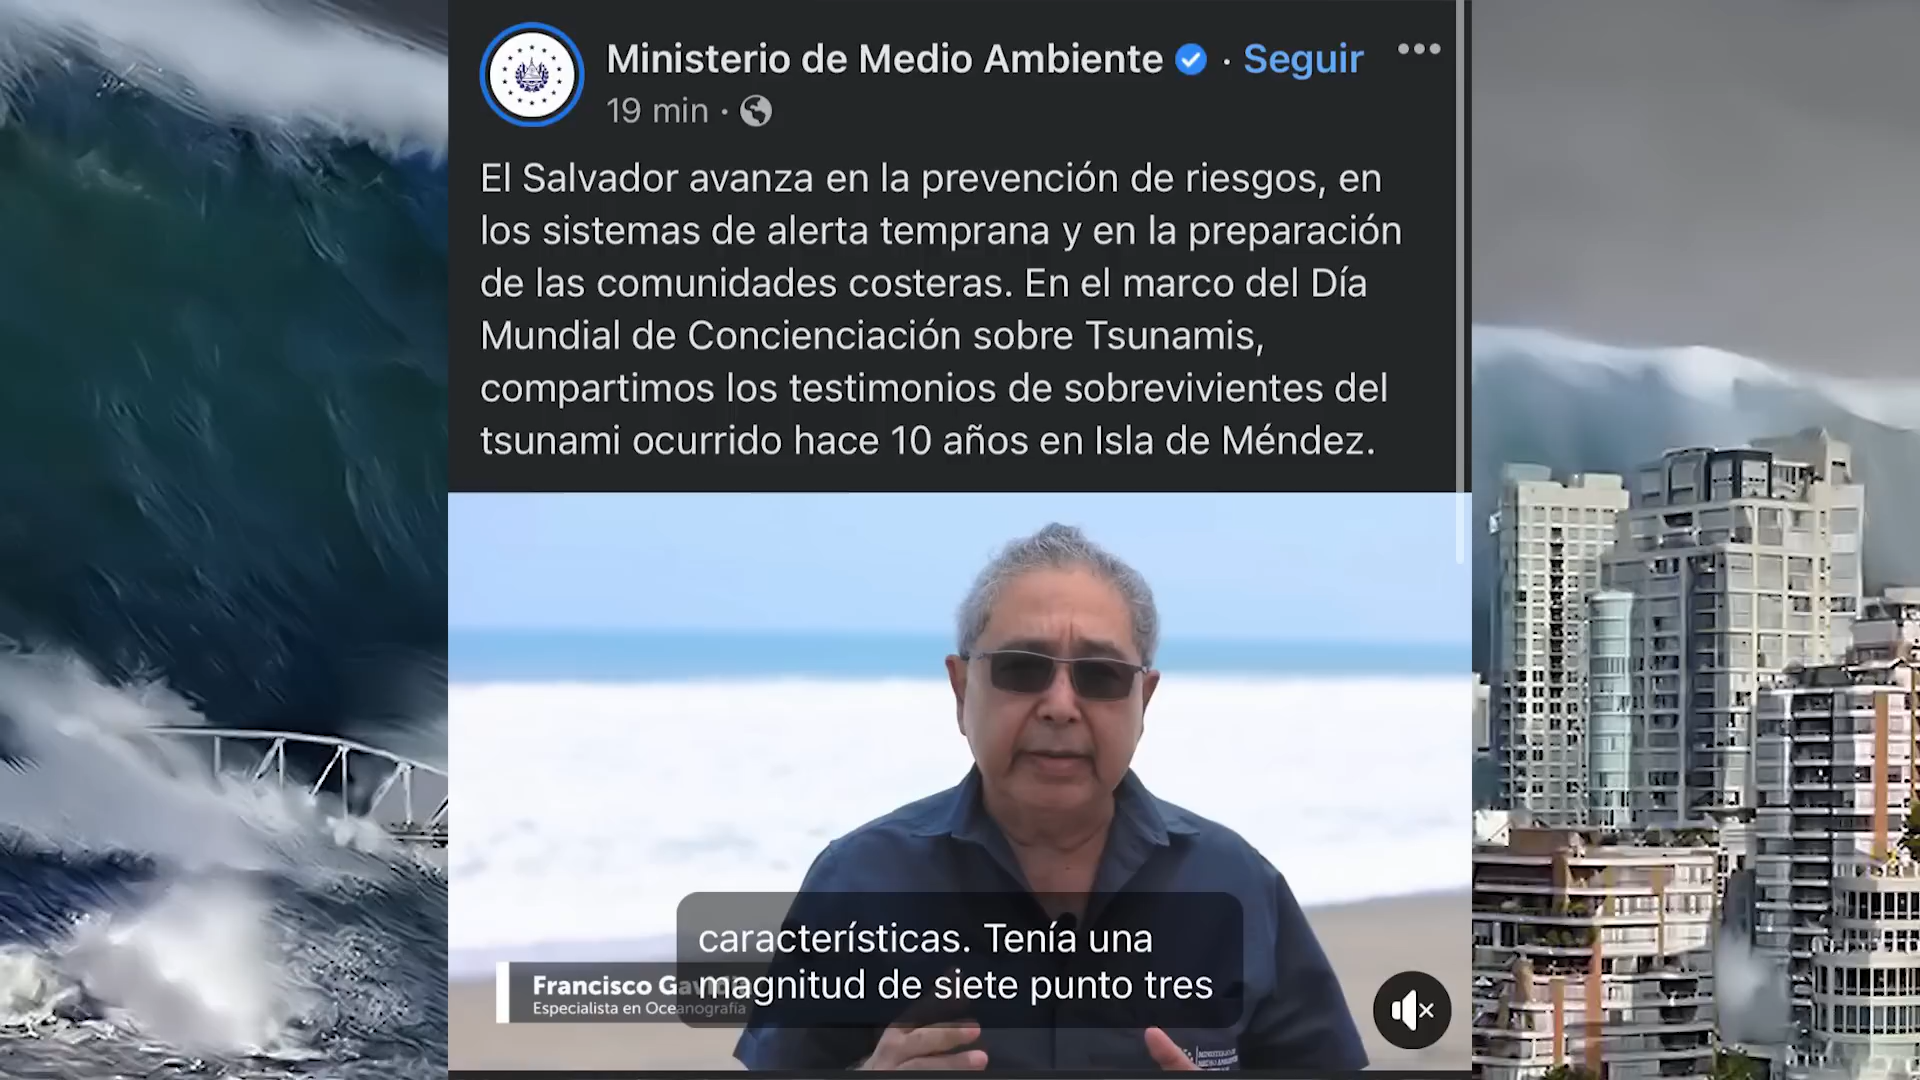 Ministerio de Medio Ambiente · Seguir
19 min ·
El Salvador avanza en la prevención de riesgos, en
los sistemas de alerta temprana y en la preparación
de las comunidades costeras. En el marco del Día
Mundial de Concienciación sobre Tsunamis,
compartimos los testimonios de sobrevivientes del
tsunami ocurrido hace 10 años en Isla de Méndez.
características. Tenía una
magnitud de siete punto tres
Francisco
Especialista en Oceanografía